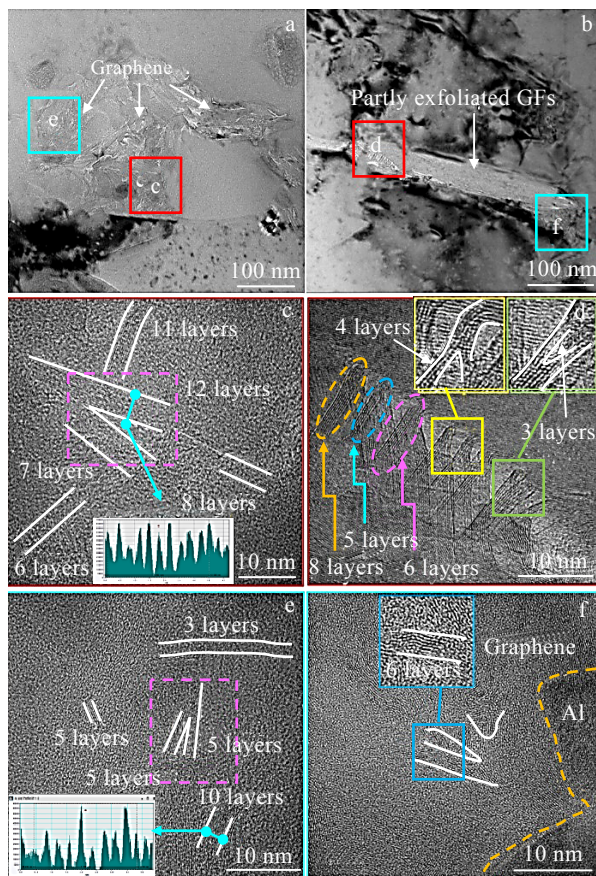 a
Graphene
e
c
100 nm
b
Partly exfoliated GFs
d
f
100 nm
c
11 layers
12 layers
7 layers
8 layers
6 layers
10 nm
d
4 layers
3 layers
5 layers
8 layers
6 layers
10 nm
e
3 layers
5 layers
5 layers
5 layers
10 layers
10 nm
f
6 layer
Graphene
Al
10 nm